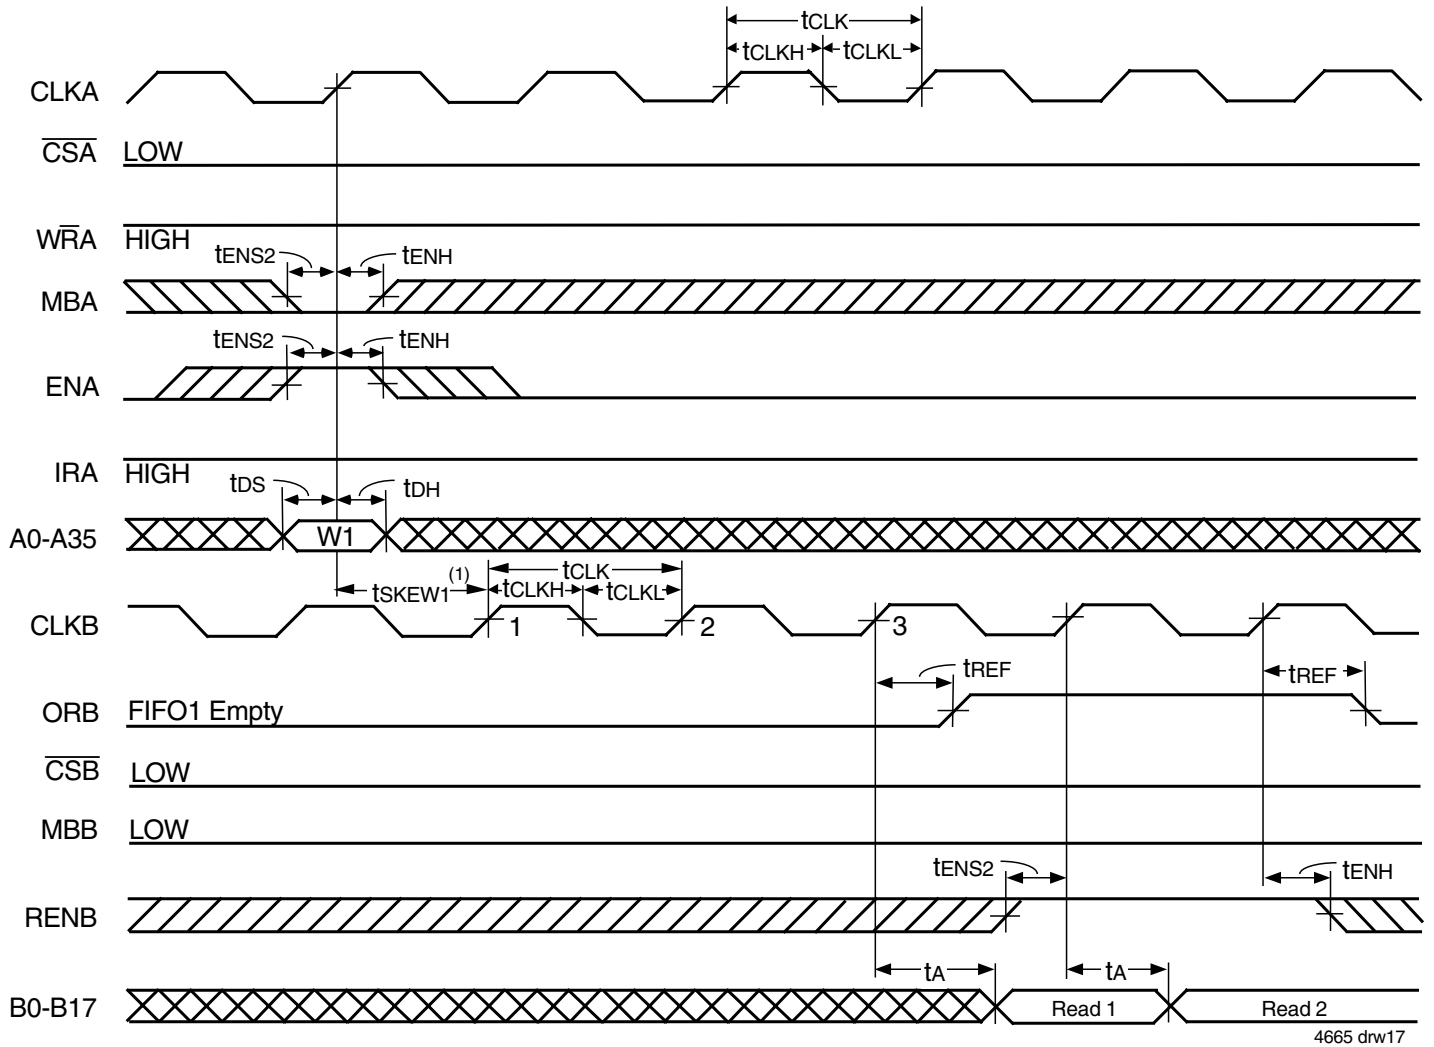 tCLK
tCLKH tCLKL
CLKA
CSA LOW
WRA HIGH
tENS2 tENH
MBA
tENS2 tENH
ENA
IRA HIGH
tDS tDH
A0-A35 W1
tSKEW1(1) tCLK
tCLKH tCLKL
CLKB 1 2 3
tREF tREF
ORB FIFO1 Empty
CSB LOW
MBB LOW
tENS2 tENH
RENB
tA tA
B0-B17 Read 1 Read 2
4665 drw17